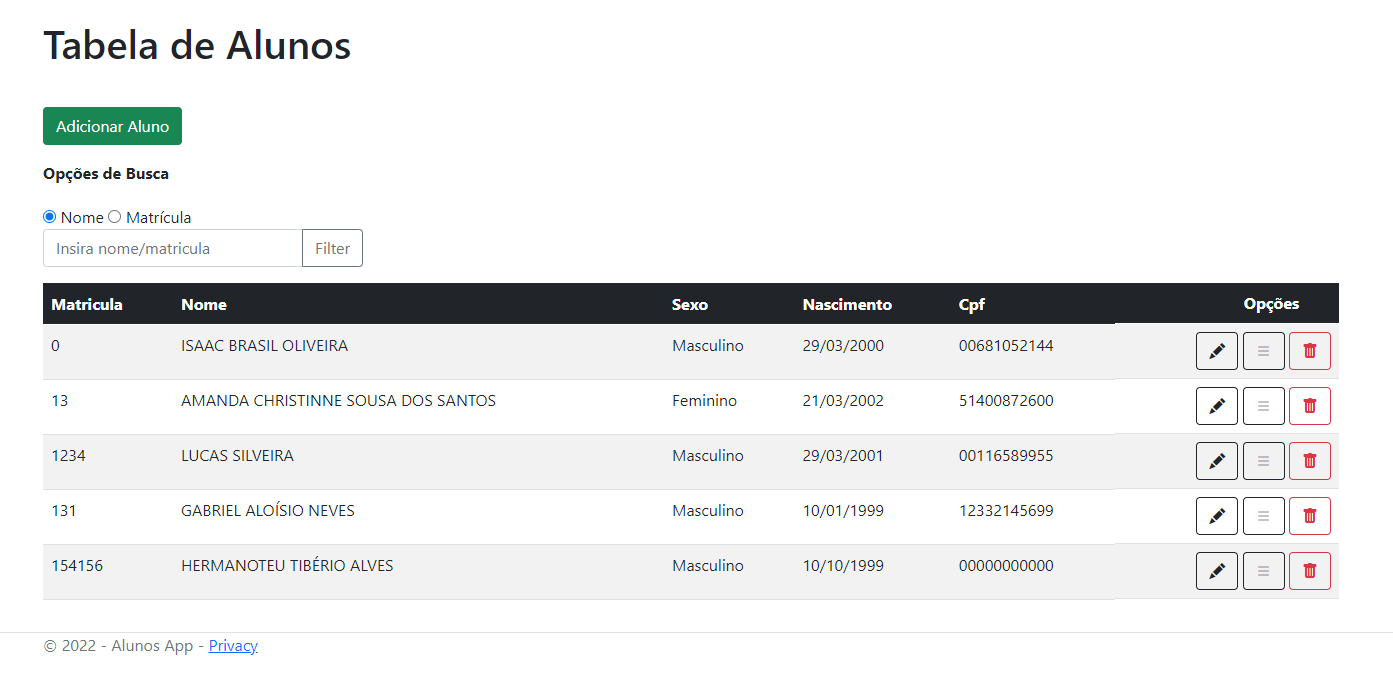 Tabela de Alunos
Adicionar Aluno
Opções de Busca
Nome Matrícula
Insira nome/matricula Filter
Matricula Nome Sexo Nascimento Cpf Opções
0 ISAAC BRASIL OLIVEIRA Masculino 29/03/2000 00681052144
13 AMANDA CHRISTINNE SOUSA DOS SANTOS Feminino 21/03/2002 51400872600
1234 LUCAS SILVEIRA Masculino 29/03/2001 00116589955
131 GABRIEL ALOÍSIO NEVES Masculino 10/01/1999 12332145699
154156 HERMANOTEU TIBÉRIO ALVES Masculino 10/10/1999 00000000000
© 2022 - Alunos App - Privacy